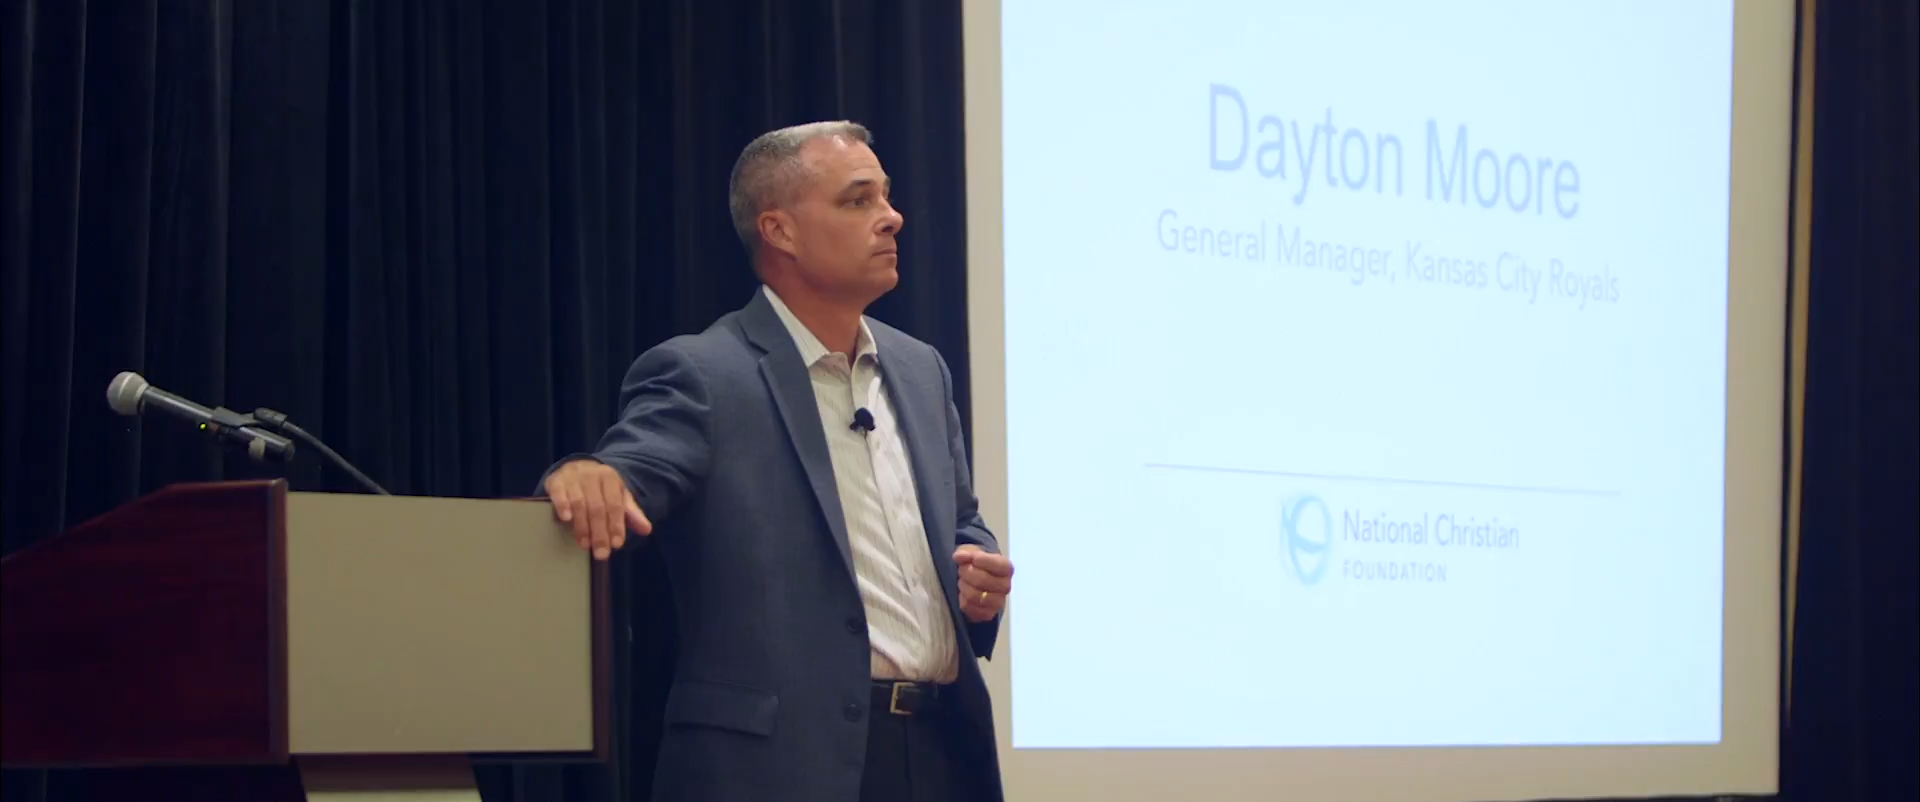 Dayton Moore
General Manager, Kansas City Royals
National Christian
FOUNDATION